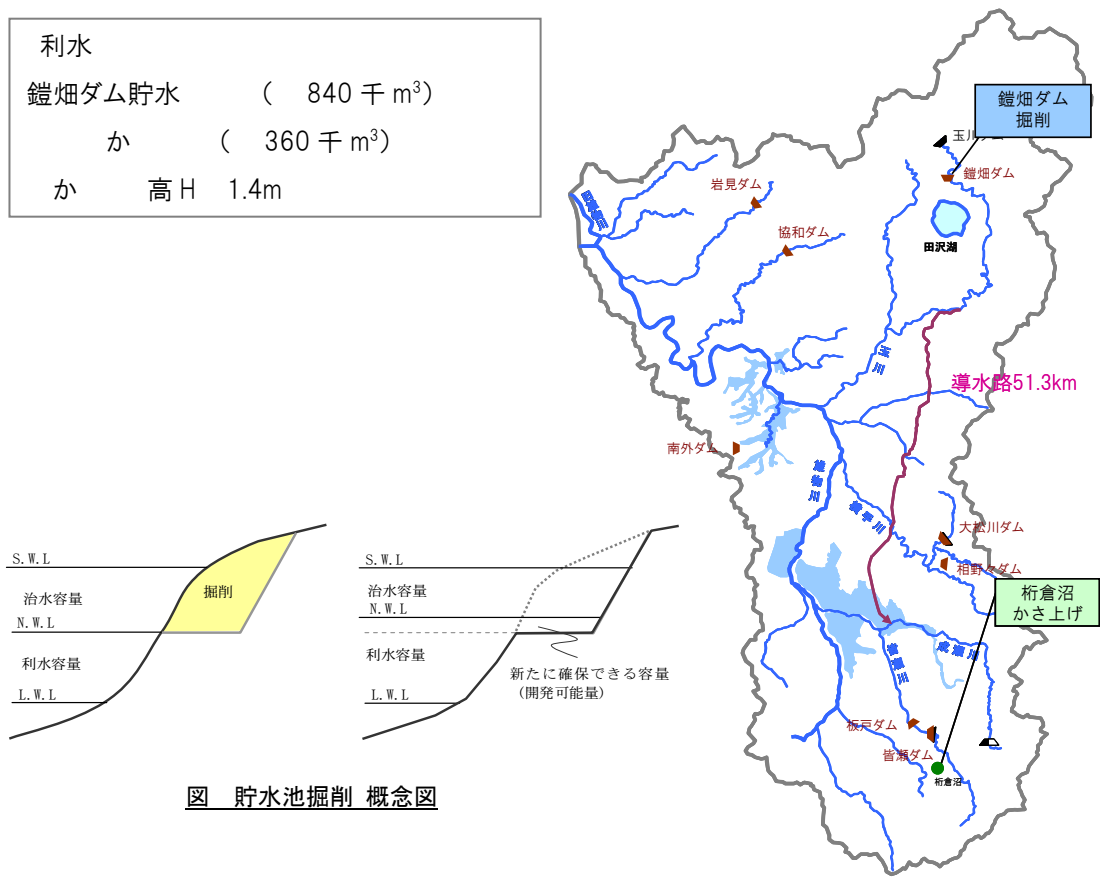 利水
鎧畑ダム貯水 ( 840 千 m³)
か ( 360 千 m³)
か 高 H 1.4m
鎧畑ダム
掘削
鎧畑ダム
岩見ダム
協和ダム
田沢湖
導水路51.3km
南外ダム
大松川ダム
相野々ダム
桁倉沼
かさ上げ
成瀬川
板戸ダム
皆瀬ダム
桁倉沼
S.W.L
治水容量
N.W.L
利水容量
L.W.L
掘削
S.W.L
治水容量
N.W.L
利水容量
L.W.L
新たに確保できる容量
(開発可能量)
図 貯水池掘削 概念図